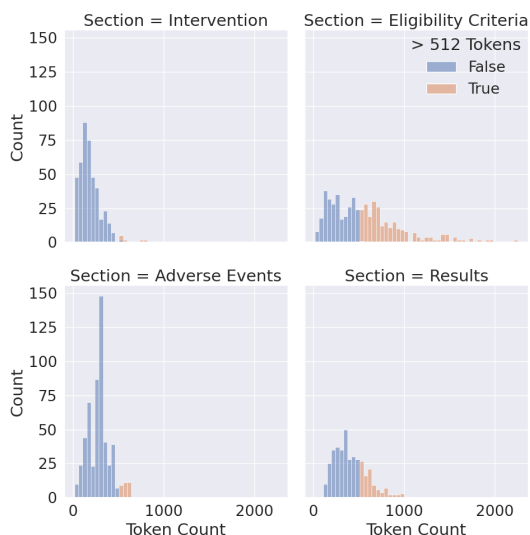 Section = Intervention
Section = Eligibility Criteria
150
125
100
75
50
25
0
Count
> 512 Tokens
False
True
Section = Adverse Events
Section = Results
150
125
100
75
50
25
0
Count
0 1000 2000
0 1000 2000
Token Count
Token Count